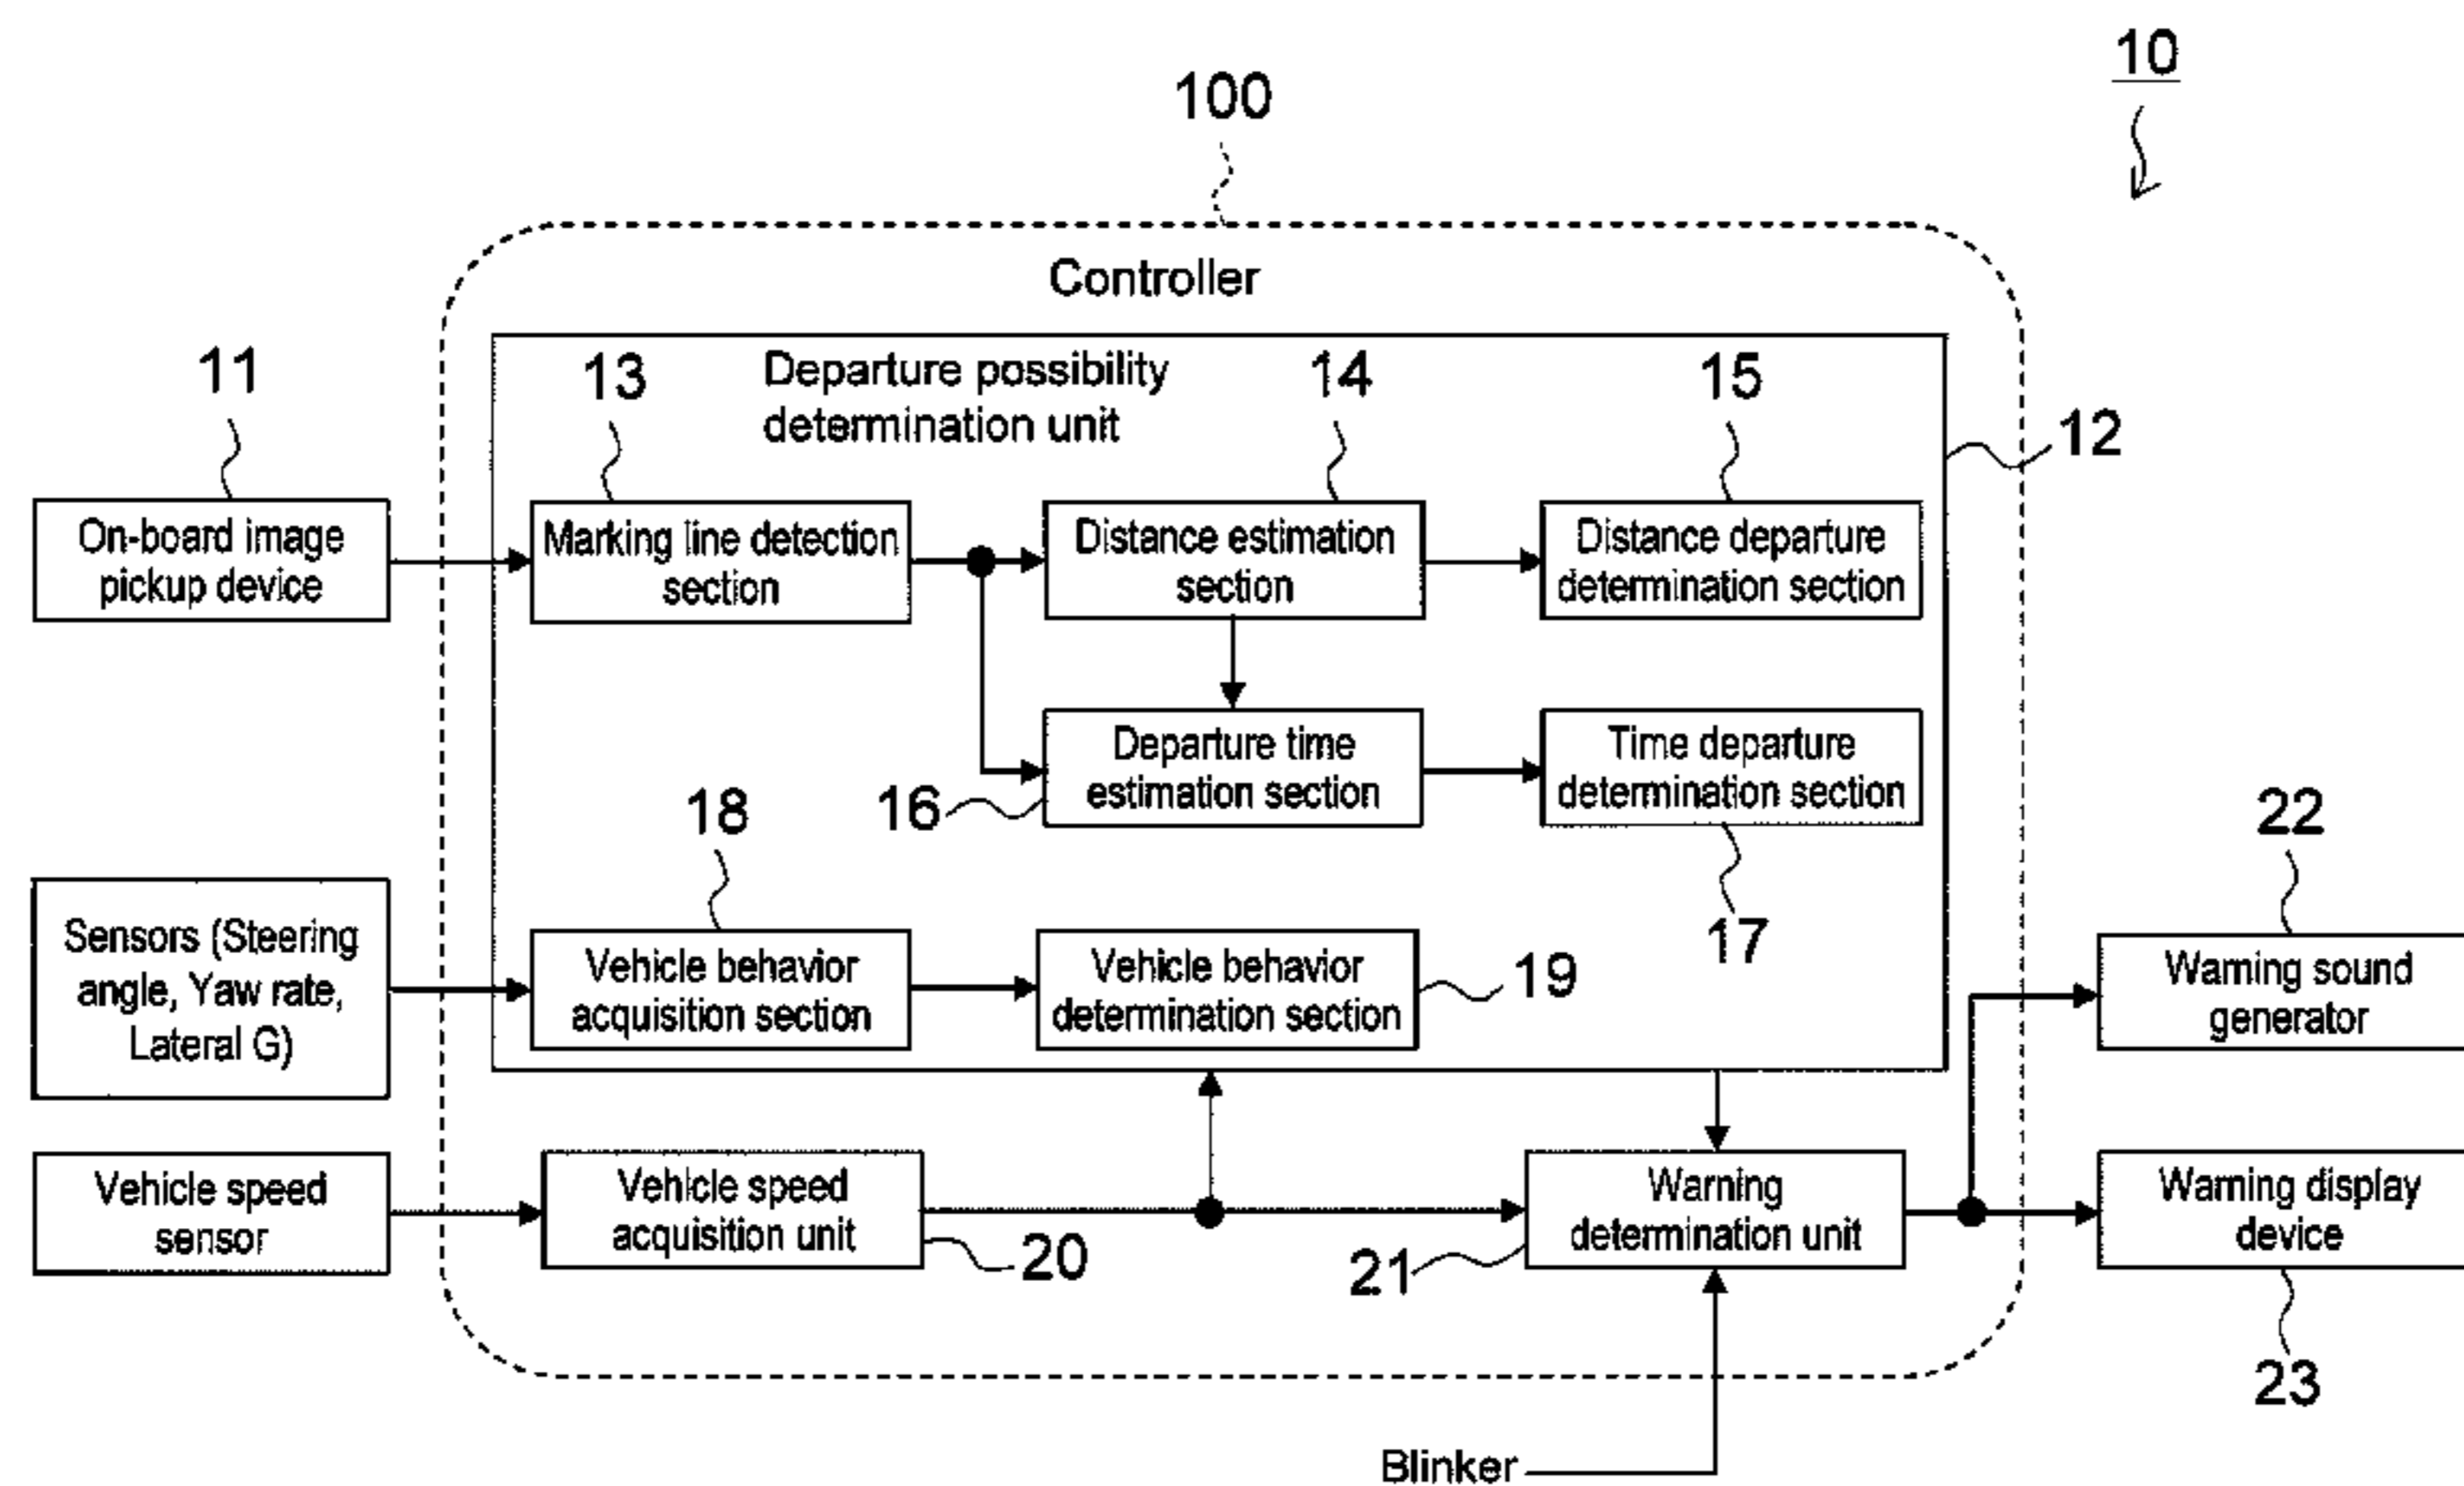 10
100
Controller
11
13
Departure possibility
determination unit
14
15
12
On-board image
pickup device
Marking line detection
section
Distance estimation
section
Distance departure
determination section
Departure time
estimation section
16
Time departure
determination section
17
18
22
Sensors (Steering
angle, Yaw rate,
Lateral G)
Vehicle behavior
acquisition section
Vehicle behavior
determination section
19
Warning sound
generator
Vehicle speed
sensor
Vehicle speed
acquisition unit
20
21
Warning
determination unit
Warning display
device
23
Blinker